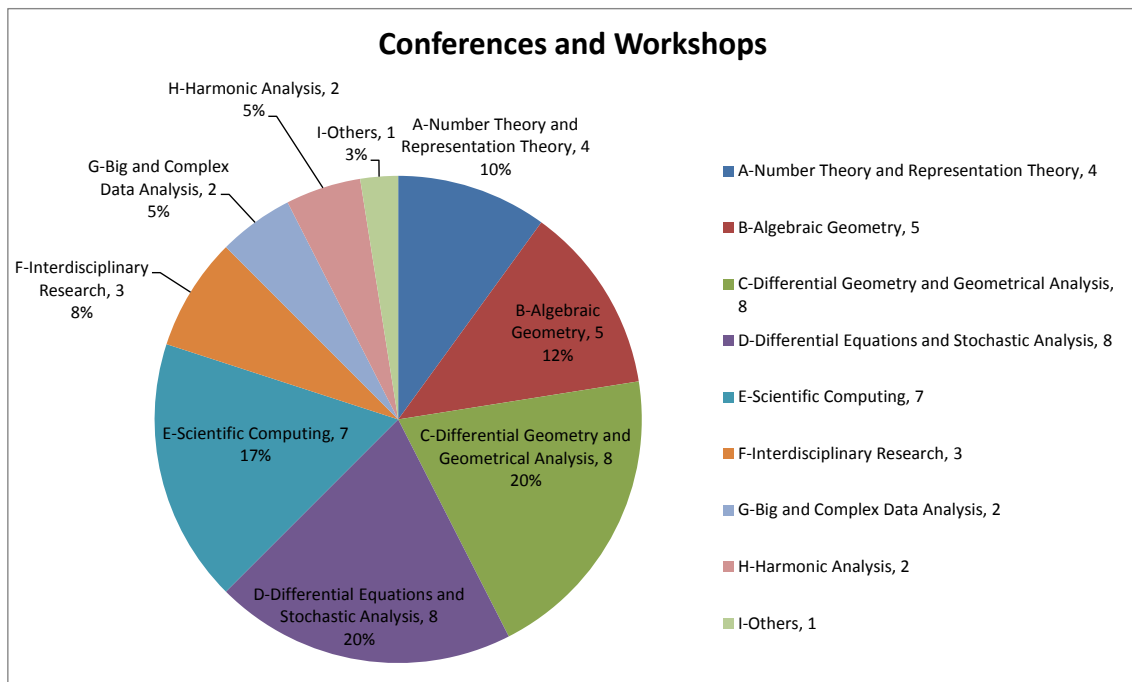 Conferences and Workshops
H-Harmonic Analysis, 2
5%
I-Others, 1
3%
A-Number Theory and
Representation Theory, 4
10%
G-Big and Complex
Data Analysis, 2
5%
F-Interdisciplinary
Research, 3
8%
B-Algebraic
Geometry, 5
12%
E-Scientific Computing, 7
17%
C-Differential Geometry and
Geometrical Analysis, 8
20%
D-Differential Equations and
Stochastic Analysis, 8
20%
A-Number Theory and Representation Theory, 4
B-Algebraic Geometry, 5
C-Differential Geometry and Geometrical Analysis,
8
D-Differential Equations and Stochastic Analysis, 8
E-Scientific Computing, 7
F-Interdisciplinary Research, 3
G-Big and Complex Data Analysis, 2
H-Harmonic Analysis, 2
I-Others, 1